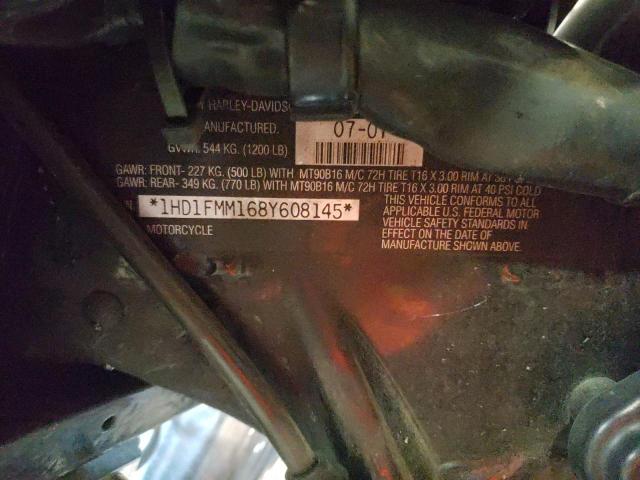 HARLEY-DAVIDS
ANUFACTURED. 07-07
GVWR. 544 KG. (1200 LB)
GAWR: FRONT- 227 KG. (500 LB) WITH MT90B16 M/C 72H TIRE T16 X 3.00 RIM AT
GAWR: REAR- 349 KG. (770 LB) WITH MT90B16 M/C 72H TIRE T16 X 3.00 RIM AT 40 PSI COLD
*1HD1FMM168Y608145*
MOTORCYCLE
THIS VEHICLE CONFORMS TO ALL
APPLICABLE U.S. FEDERAL MOTOR
VEHICLE SAFETY STANDARDS IN
EFFECT ON THE DATE OF
MANUFACTURE SHOWN ABOVE.